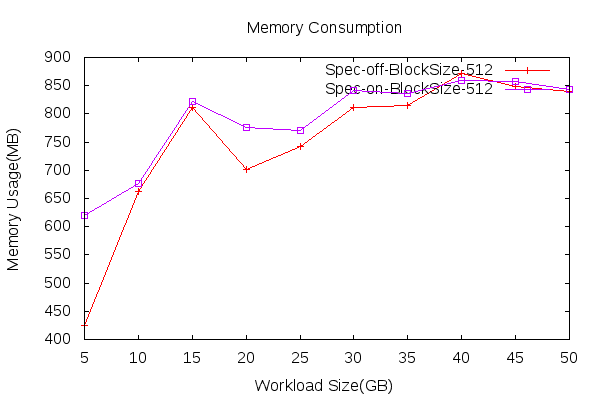 Memory Consumption
900
850
800
750
700
650
600
550
500
450
400
Memory Usage(MB)
Spec-off-BlockSize-512
Spec-on-BlockSize-512
5 10 15 20 25 30 35 40 45 50
Workload Size(GB)